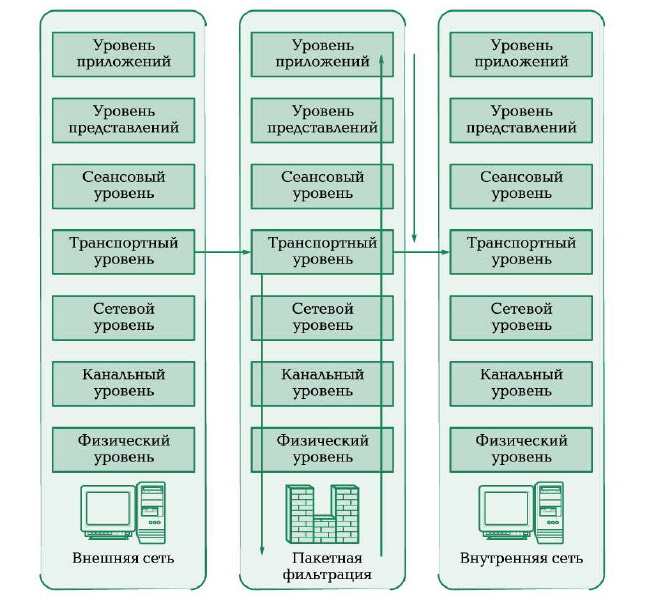 Уровень
приложений
Уровень
представлений
Сеансовый
уровень
Транспортный
уровень
Сетевой
уровень
Канальный
уровень
Физический
уровень
Внешняя сеть
Уровень
приложений
Уровень
представлений
Сеансовый
уровень
Транспортный
уровень
Сетевой
уровень
Канальный
уровень
Физический
уровень
Пакетная
фильтрация
Уровень
приложений
Уровень
представлений
Сеансовый
уровень
Транспортный
уровень
Сетевой
уровень
Канальный
уровень
Физический
уровень
Внутренняя сеть